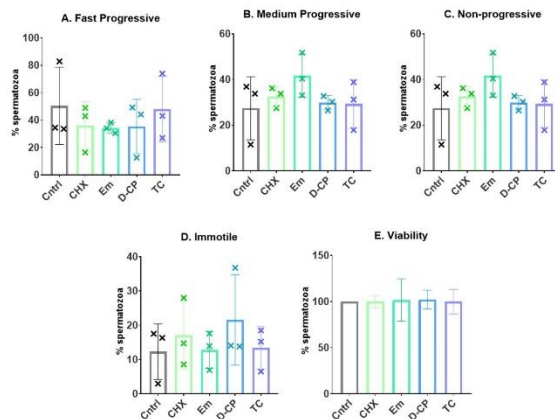 A. Fast Progressive
% spermatozoa
100
80
60
40
20
0
Cntrl
CHX
Em
D-CP
TC
B. Medium Progressive
% spermatozoa
60
40
20
0
Cntrl
CHX
Em
D-CP
TC
C. Non-progressive
% spermatozoa
60
40
20
0
Cntrl
CHX
Em
D-CP
TC
D. Immotile
% spermatozoa
40
30
20
10
0
Cntrl
CHX
Em
D-CP
TC
E. Viability
% spermatozoa
150
100
50
0
Cntrl
CHX
Em
D-CP
TC